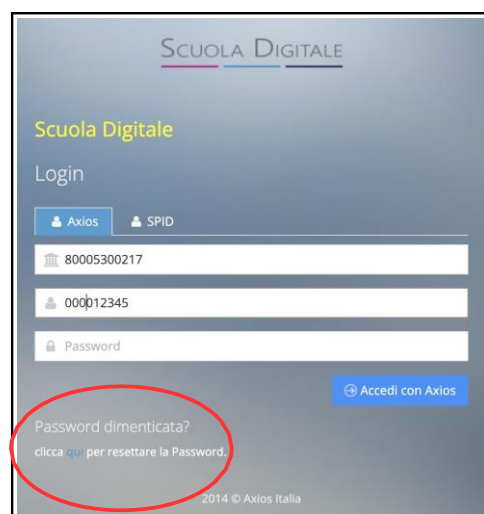 SCUOLA DIGITALE
Scuola Digitale
Login
Axios SPID
80005300217
000012345
Password
Accedi con Axios
Password dimenticata?
clicca qui per resettare la Password.
2014 © Axios Italia